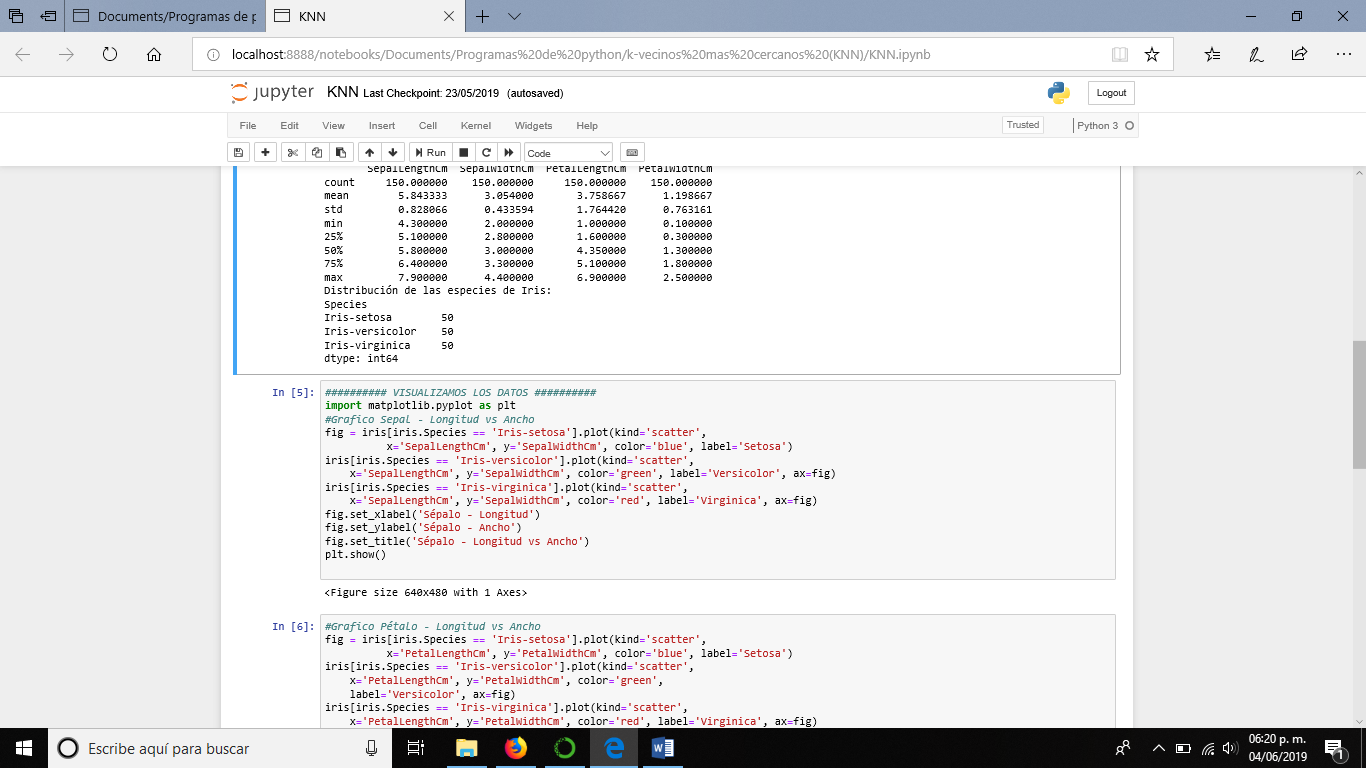 Documents/Programas de p
KNN
localhost:8888/notebooks/Documents/Programas%20de%20python/k-vecinos%20mas%20cercanos%20(KNN)/KNN.ipynb
jupyter KNN Last Checkpoint: 23/05/2019 (autosaved)
Logout
File Edit View Insert Cell Kernel Widgets Help
Trusted
Python 3
Run
Code
SepalLengthCm SepalWidthCm PetalLengthCm PetalWidthCm
count 150.000000 150.000000 150.000000 150.000000
mean 5.843333 3.054000 3.758667 1.198667
std 0.828066 0.433594 1.764420 0.763161
min 4.300000 2.000000 1.000000 0.100000
25% 5.100000 2.800000 1.600000 0.300000
50% 5.800000 3.000000 4.350000 1.300000
75% 6.400000 3.300000 5.100000 1.800000
max 7.900000 4.400000 6.900000 2.500000
Distribución de las especies de Iris:
Species
Iris-setosa 50
Iris-versicolor 50
Iris-virginica 50
dtype: int64
In [5]: ########## VISUALIZAMOS LOS DATOS ##########
import matplotlib.pyplot as plt
#Grafico Sepal - Longitud vs Ancho
fig = iris[iris.Species == 'Iris-setosa'].plot(kind='scatter',
x='SepalLengthCm', y='SepalWidthCm', color='blue', label='Setosa')
iris[iris.Species == 'Iris-versicolor'].plot(kind='scatter',
x='SepalLengthCm', y='SepalWidthCm', color='green', label='Versicolor', ax=fig)
iris[iris.Species == 'Iris-virginica'].plot(kind='scatter',
x='SepalLengthCm', y='SepalWidthCm', color='red', label='Virginica', ax=fig)
fig.set_xlabel('Sépalo - Longitud')
fig.set_ylabel('Sépalo - Ancho')
fig.set_title('Sépalo - Longitud vs Ancho')
plt.show()
<Figure size 640x480 with 1 Axes>
In [6]: #Grafico Pétalo - Longitud vs Ancho
fig = iris[iris.Species == 'Iris-setosa'].plot(kind='scatter',
x='PetalLengthCm', y='PetalWidthCm', color='blue', label='Setosa')
iris[iris.Species == 'Iris-versicolor'].plot(kind='scatter',
x='PetalLengthCm', y='PetalWidthCm', color='green',
label='Versicolor', ax=fig)
iris[iris.Species == 'Iris-virginica'].plot(kind='scatter',
x='PetalLengthCm', y='PetalWidthCm', color='red', label='Virginica', ax=fig)
Escribe aquí para buscar
06:20 p. m.
04/06/2019
1